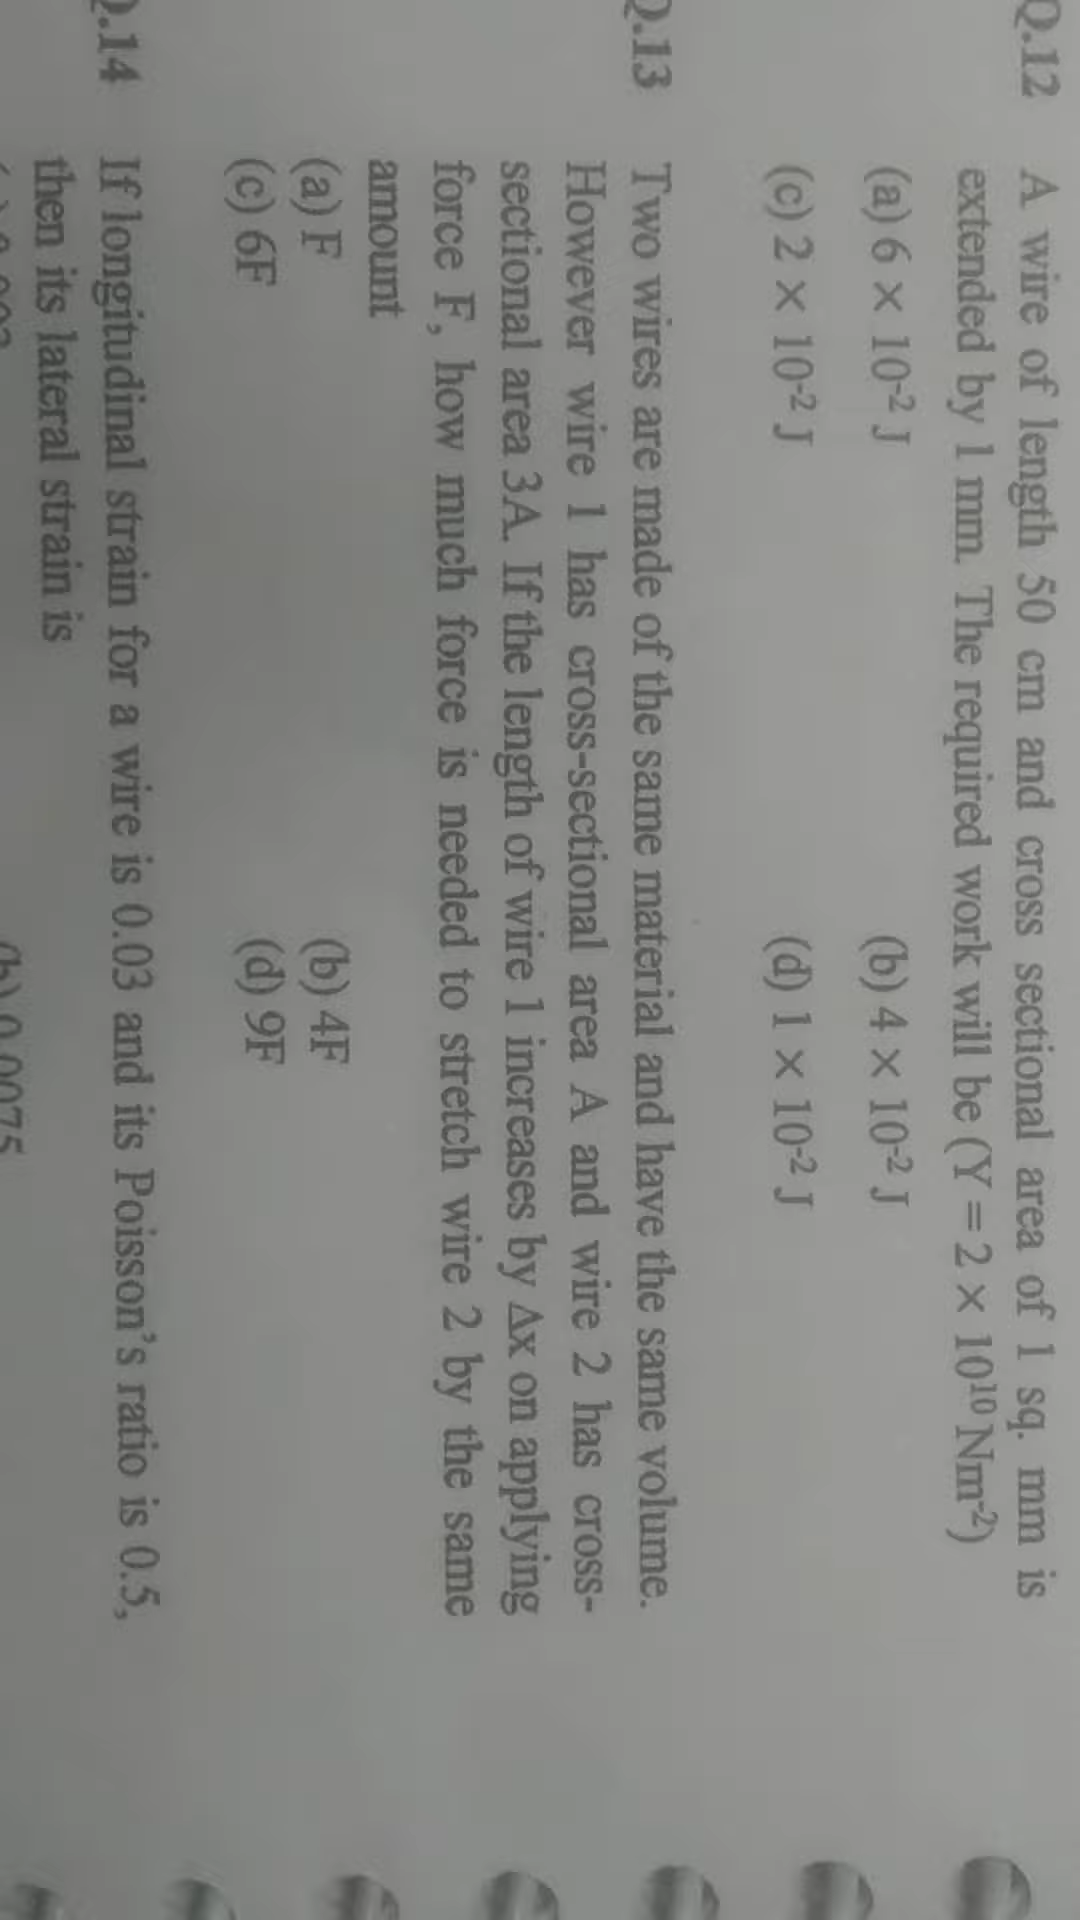 Q.12 A wire of length 50 cm and cross sectional area of 1 sq. mm is
extended by 1 mm. The required work will be (Y = 2 × 10¹⁰ Nm⁻²)
(a) 6 × 10⁻² J (b) 4 × 10⁻² J
(c) 2 × 10⁻² J (d) 1 × 10⁻² J
Q.13 Two wires are made of the same material and have the same volume.
However wire 1 has cross-sectional area A and wire 2 has cross-
sectional area 3A. If the length of wire 1 increases by Δx on applying
force F, how much force is needed to stretch wire 2 by the same
amount
(a) F (b) 4F
(c) 6F (d) 9F
Q.14 If longitudinal strain for a wire is 0.03 and its Poisson's ratio is 0.5,
then its lateral strain is
(b) 0.0075